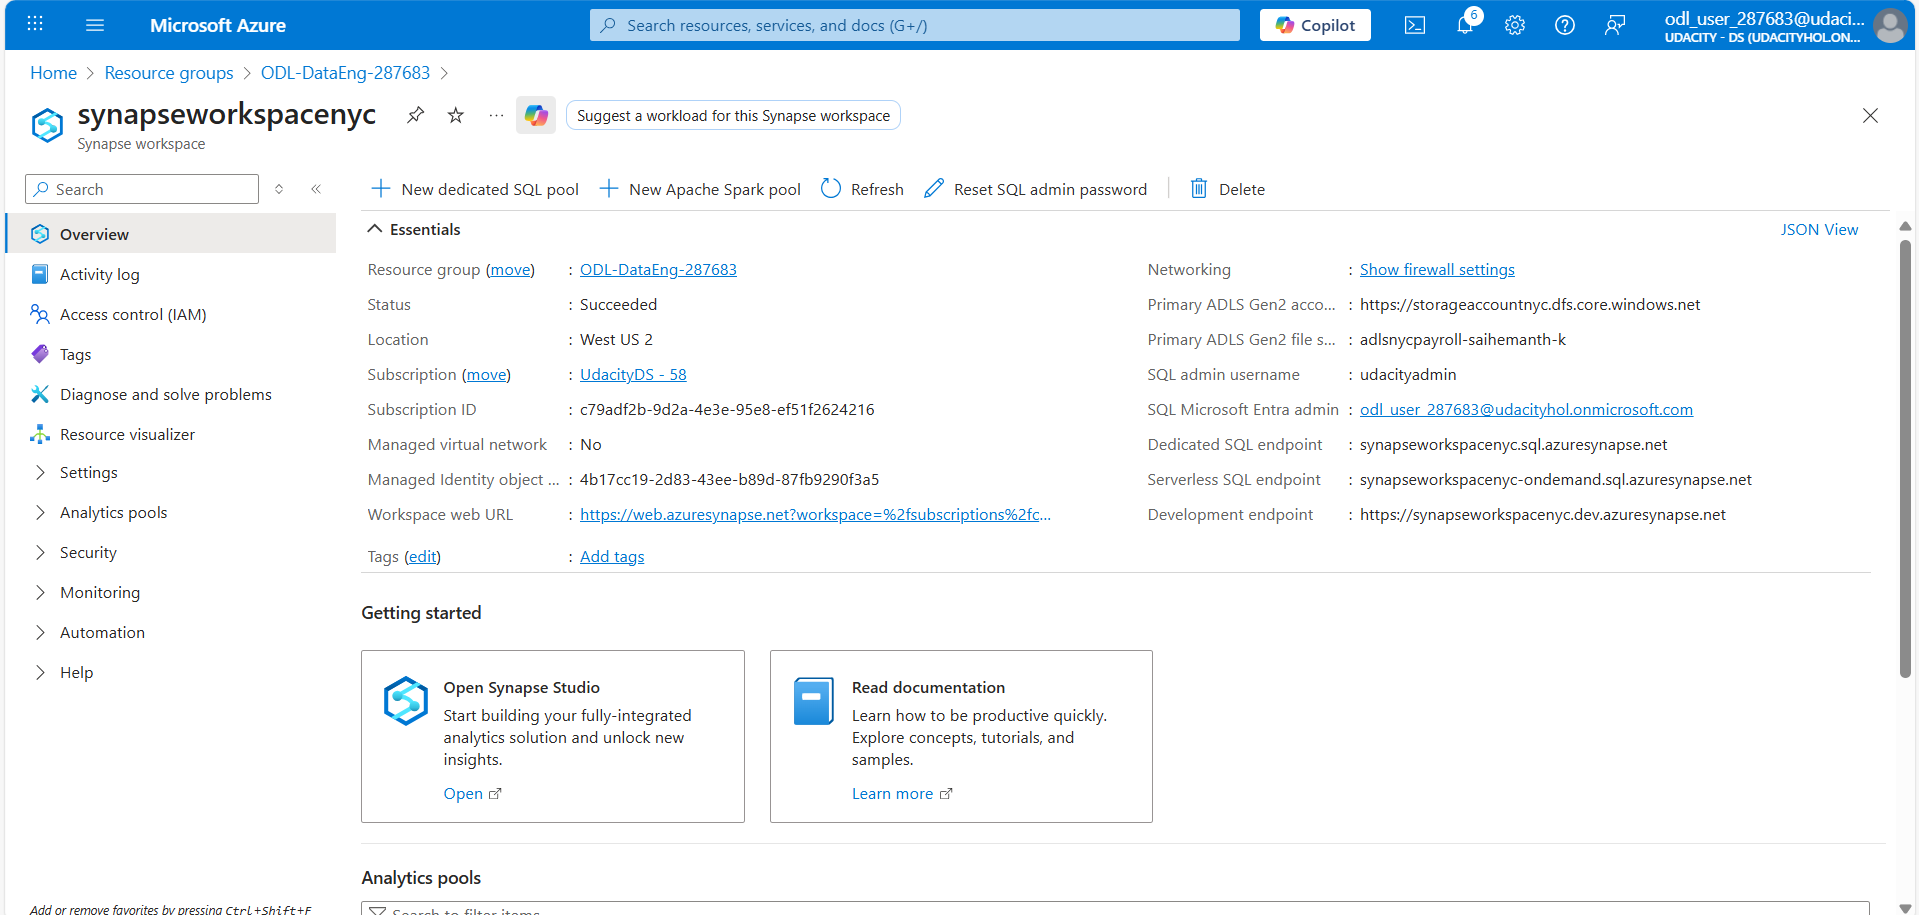 Microsoft Azure
Search resources, services, and docs (G+/)
Copilot
6
odl_user_287683@udaci...
UDACITY - DS (UDACITYHOL.ON...
Home > Resource groups > ODL-DataEng-287683 >
synapseworkspacenyc
Suggest a workload for this Synapse workspace
Synapse workspace
Search
New dedicated SQL pool
New Apache Spark pool
Refresh
Reset SQL admin password
Delete
Overview
Activity log
Access control (IAM)
Tags
Diagnose and solve problems
Resource visualizer
Settings
Analytics pools
Security
Monitoring
Automation
Help
Add or remove favorites by pressing Ctrl+Shift+F
Essentials
JSON View
Resource group (move) : ODL-DataEng-287683
Status : Succeeded
Location : West US 2
Subscription (move) : UdacityDS - 58
Subscription ID : c79adf2b-9d2a-4e3e-95e8-ef51f2624216
Managed virtual network : No
Managed Identity object ... : 4b17cc19-2d83-43ee-b89d-87fb9290f3a5
Workspace web URL : https://web.azuresynapse.net?workspace=%2fsubscriptions%2fc...
Tags (edit) : Add tags
Networking : Show firewall settings
Primary ADLS Gen2 acco... : https://storageaccountnyc.dfs.core.windows.net
Primary ADLS Gen2 file s... : adlsnycpayroll-saihemanth-k
SQL admin username : udacityadmin
SQL Microsoft Entra admin : odl_user_287683@udacityhol.onmicrosoft.com
Dedicated SQL endpoint : synapseworkspacenyc.sql.azuresynapse.net
Serverless SQL endpoint : synapseworkspacenyc-ondemand.sql.azuresynapse.net
Development endpoint : https://synapseworkspacenyc.dev.azuresynapse.net
Getting started
Open Synapse Studio
Start building your fully-integrated
analytics solution and unlock new
insights.
Open
Read documentation
Learn how to be productive quickly.
Explore concepts, tutorials, and
samples.
Learn more
Analytics pools
Search to filter items...